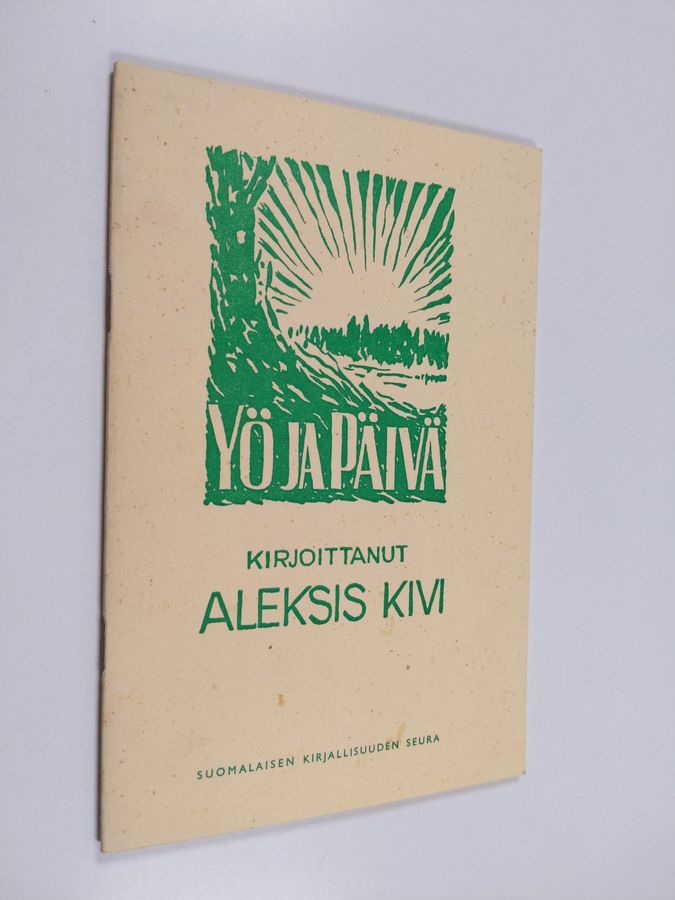 YÖ JA PÄIVÄ
KIRJOITTANUT
ALEKSIS KIVI
SUOMALAISEN KIRJALLISUUDEN SEURA